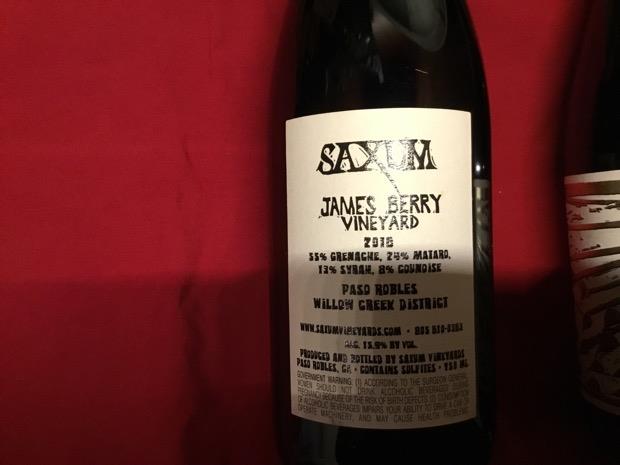 SAXUM
JAMES BERRY
VINEYARD
2016
55% GRENACHE, 24% MATARO,
13% SYRAH, 8% COUNOISE
PASO ROBLES
WILLOW CREEK DISTRICT
WWW.SAXUMVINEYARDS.COM • 805 610-0363
ALC. 15.9% BY VOL.
PRODUCED AND BOTTLED BY SAXUM VINEYARDS
PASO ROBLES, CA • CONTAINS SULFITES • 750 ML
GOVERNMENT WARNING: (1) ACCORDING TO THE SURGEON GENERAL,
WOMEN SHOULD NOT DRINK ALCOHOLIC BEVERAGES DURING
PREGNANCY BECAUSE OF THE RISK OF BIRTH DEFECTS. (2) CONSUMPTION
OF ALCOHOLIC BEVERAGES IMPAIRS YOUR ABILITY TO DRIVE A CAR OR
OPERATE MACHINERY, AND MAY CAUSE HEALTH PROBLEMS